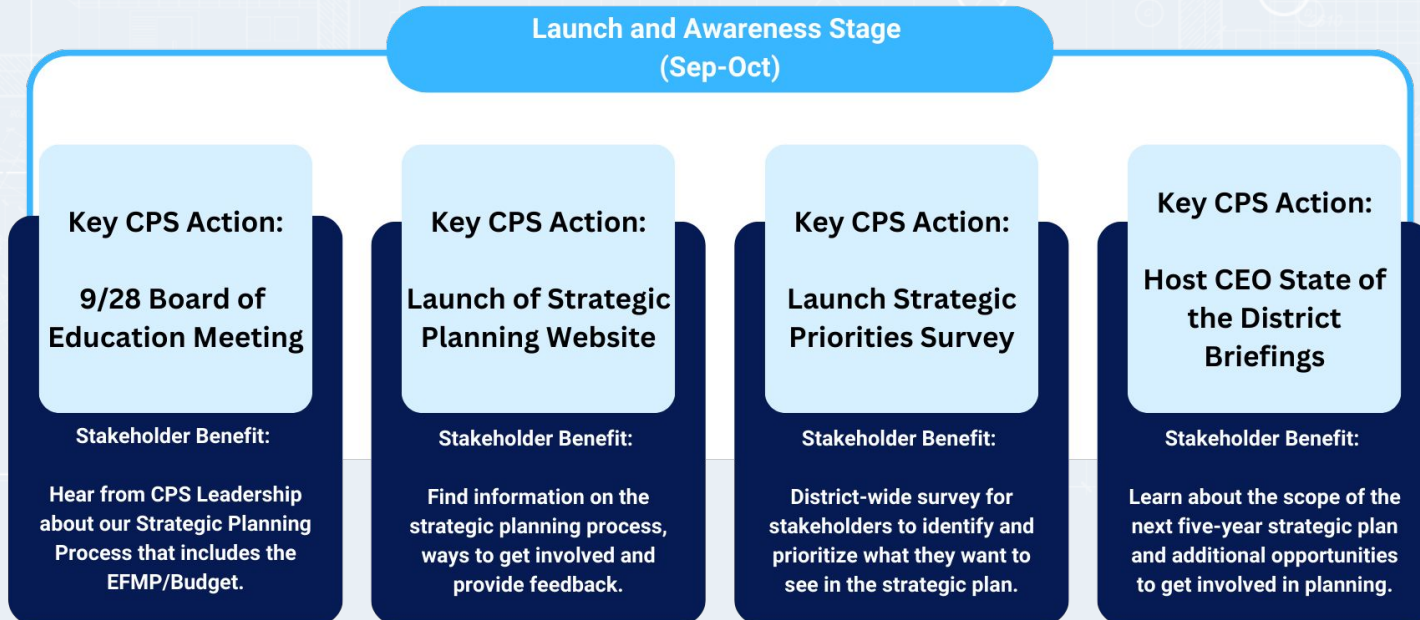 Launch and Awareness Stage
(Sep-Oct)
Key CPS Action:
9/28 Board of
Education Meeting
Stakeholder Benefit:
Hear from CPS Leadership
about our Strategic Planning
Process that includes the
EFMP/Budget.
Key CPS Action:
Launch of Strategic
Planning Website
Stakeholder Benefit:
Find information on the
strategic planning process,
ways to get involved and
provide feedback.
Key CPS Action:
Launch Strategic
Priorities Survey
Stakeholder Benefit:
District-wide survey for
stakeholders to identify and
prioritize what they want to
see in the strategic plan.
Key CPS Action:
Host CEO State of
the District
Briefings
Stakeholder Benefit:
Learn about the scope of the
next five-year strategic plan
and additional opportunities
to get involved in planning.